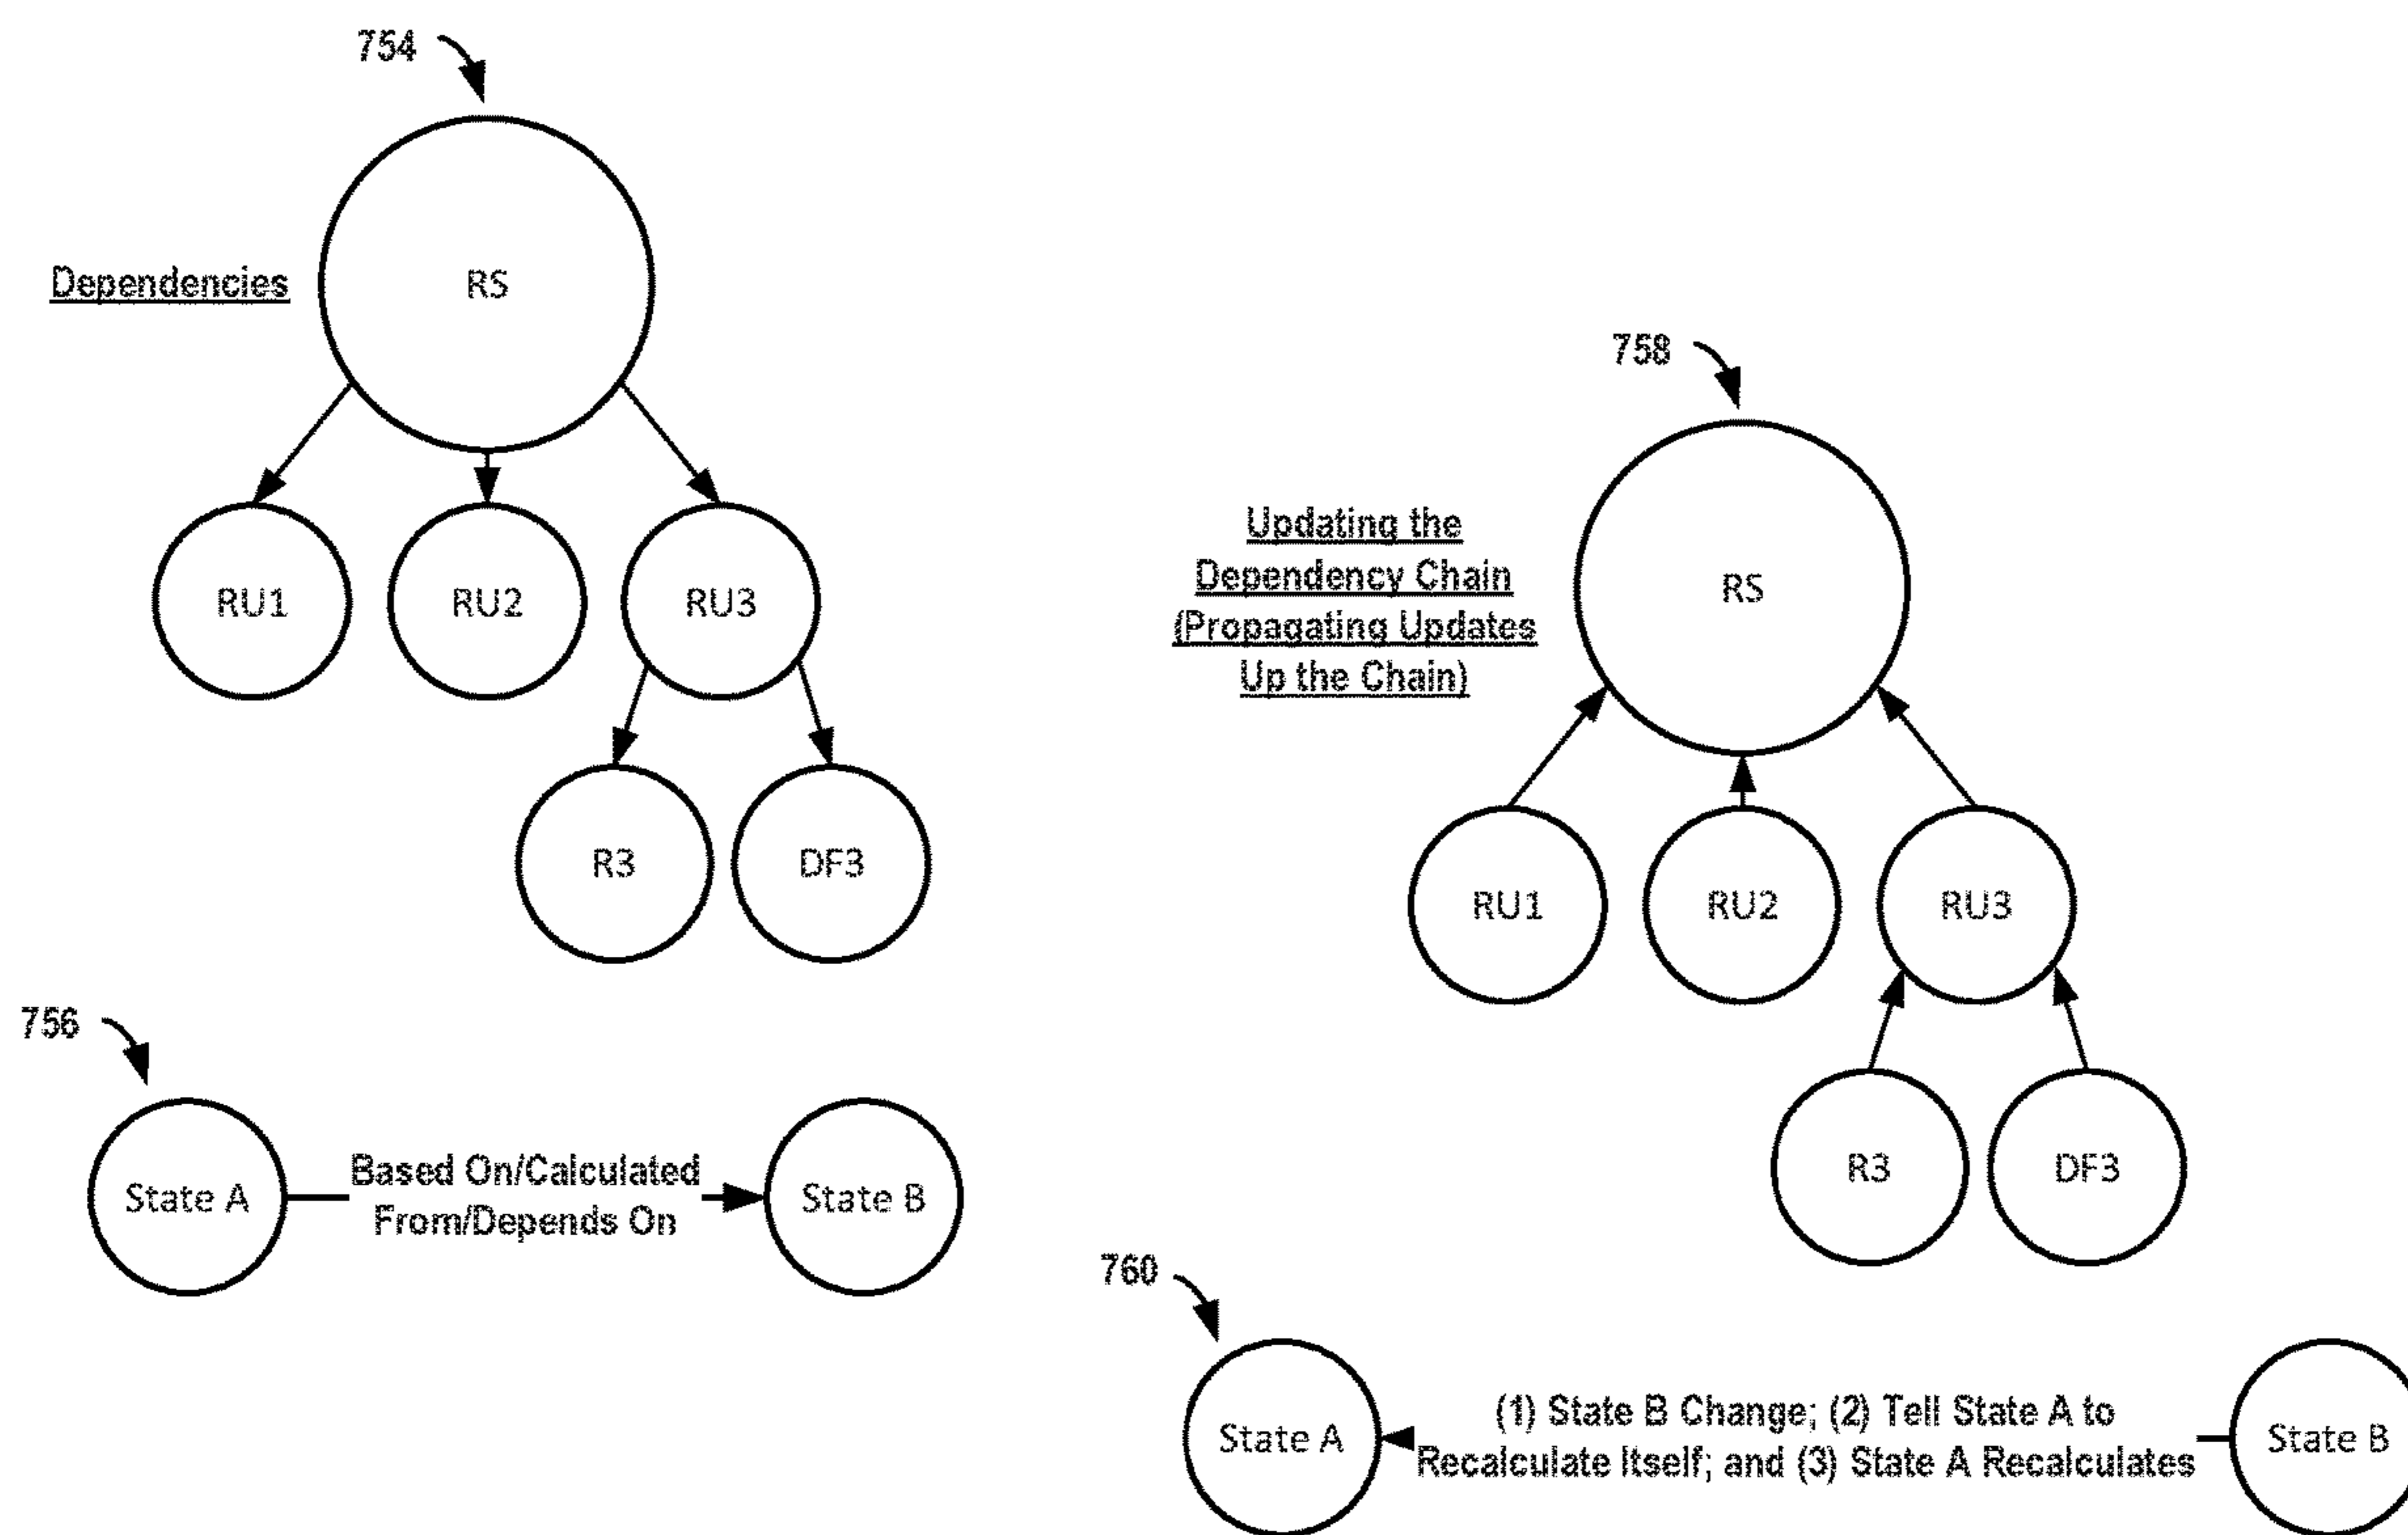 754
Dependencies
RS
RU1
RU2
RU3
R3
DF3
756
State A
Based On/Calculated
From/Depends On
State B
758
Updating the
Dependency Chain
(Propagating Updates
Up the Chain)
RS
RU1
RU2
RU3
R3
DF3
760
State A
(1) State B Change; (2) Tell State A to
Recalculate Itself; and (3) State A Recalculates
State B